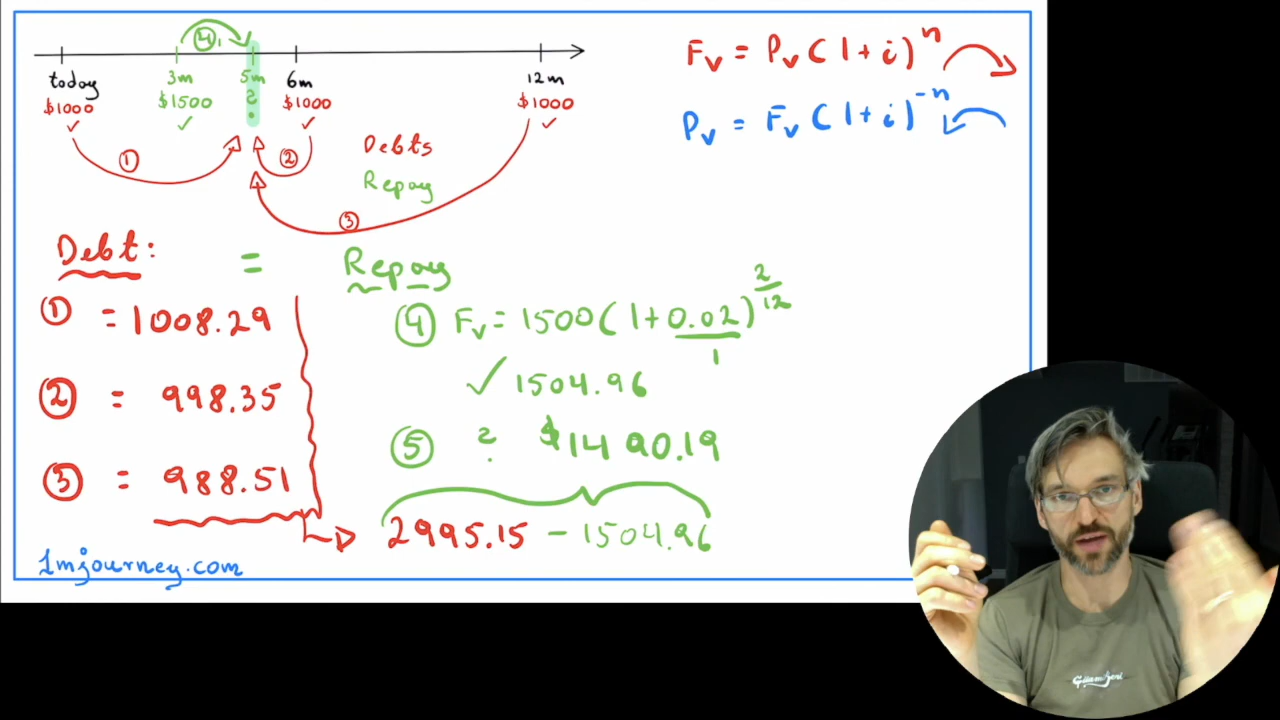 4
today 3m 5m 6m 12m
$1000 $1500 ? $1000 $1000
✓ ✓ ✓ ✓
1 2
Debts
Repay
3
Fv = Pv (1+i)^n
Pv = Fv (1+i)^-n
Debt: = Repay
① = 1008.29
② = 998.35
③ = 988.51
④ Fv = 1500 (1+ 0.02/1)^2/12
✓ 1504.96
⑤ ? $1490.19
2995.15 - 1504.96
1mjourney.com